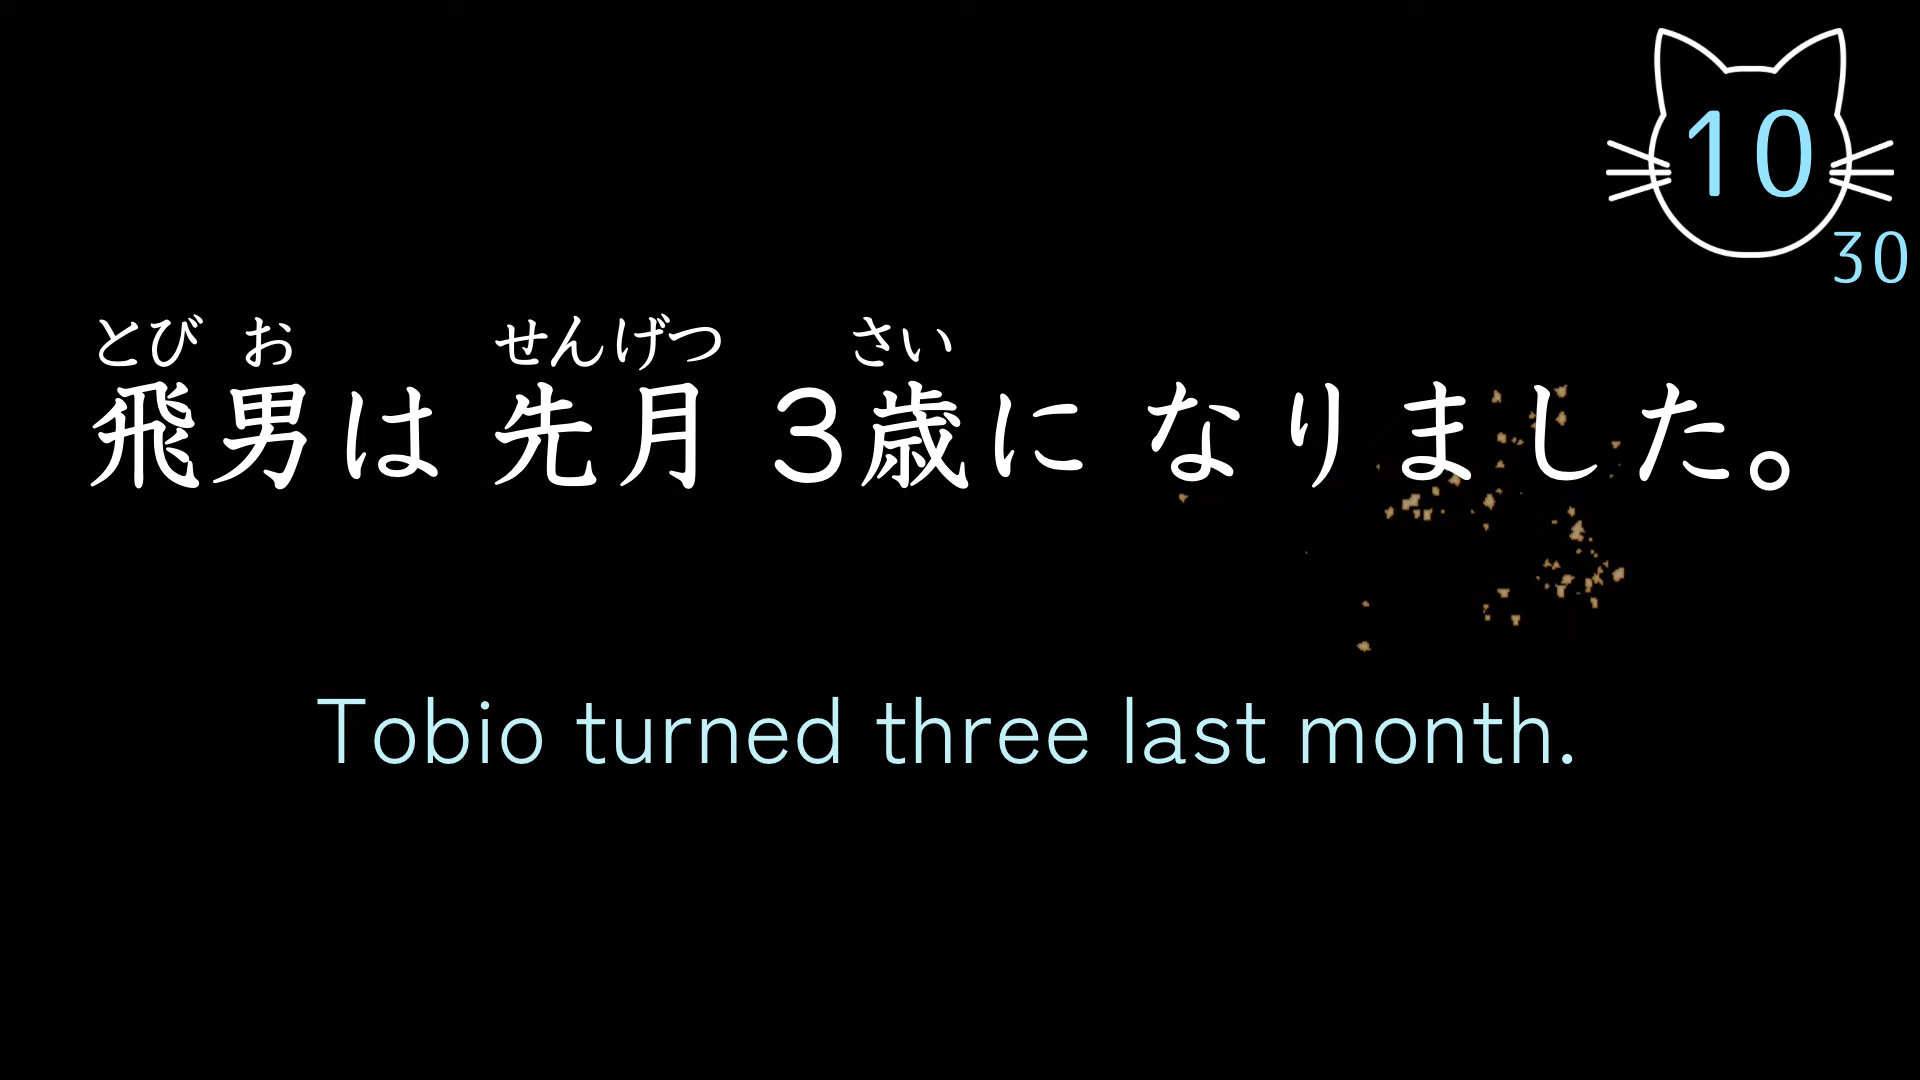 10
30
とび お せんげつ さい
飛男は 先月 3歳に なりました。
Tobio turned three last month.